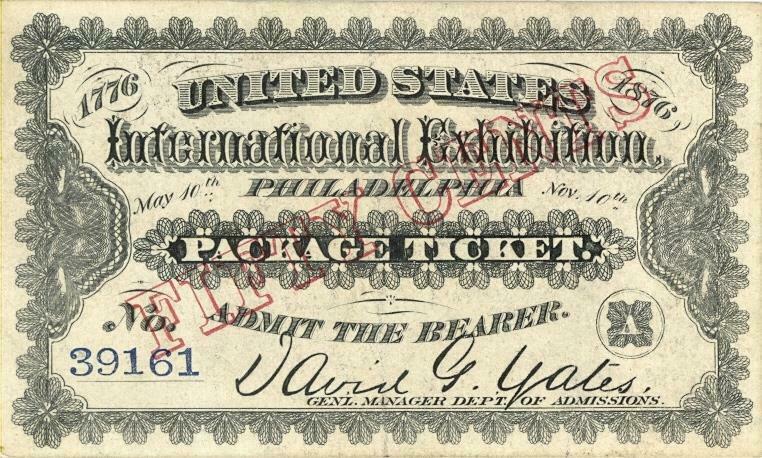 1776 UNITED STATES 1876
International Exhibition,
PHILADELPHIA
May 10th Nov. 10th
PACKAGE TICKET.
FIFTY CENTS
ADMIT THE BEARER.
No. A
39161
David G. Yates,
GENL. MANAGER DEPT. OF ADMISSIONS.